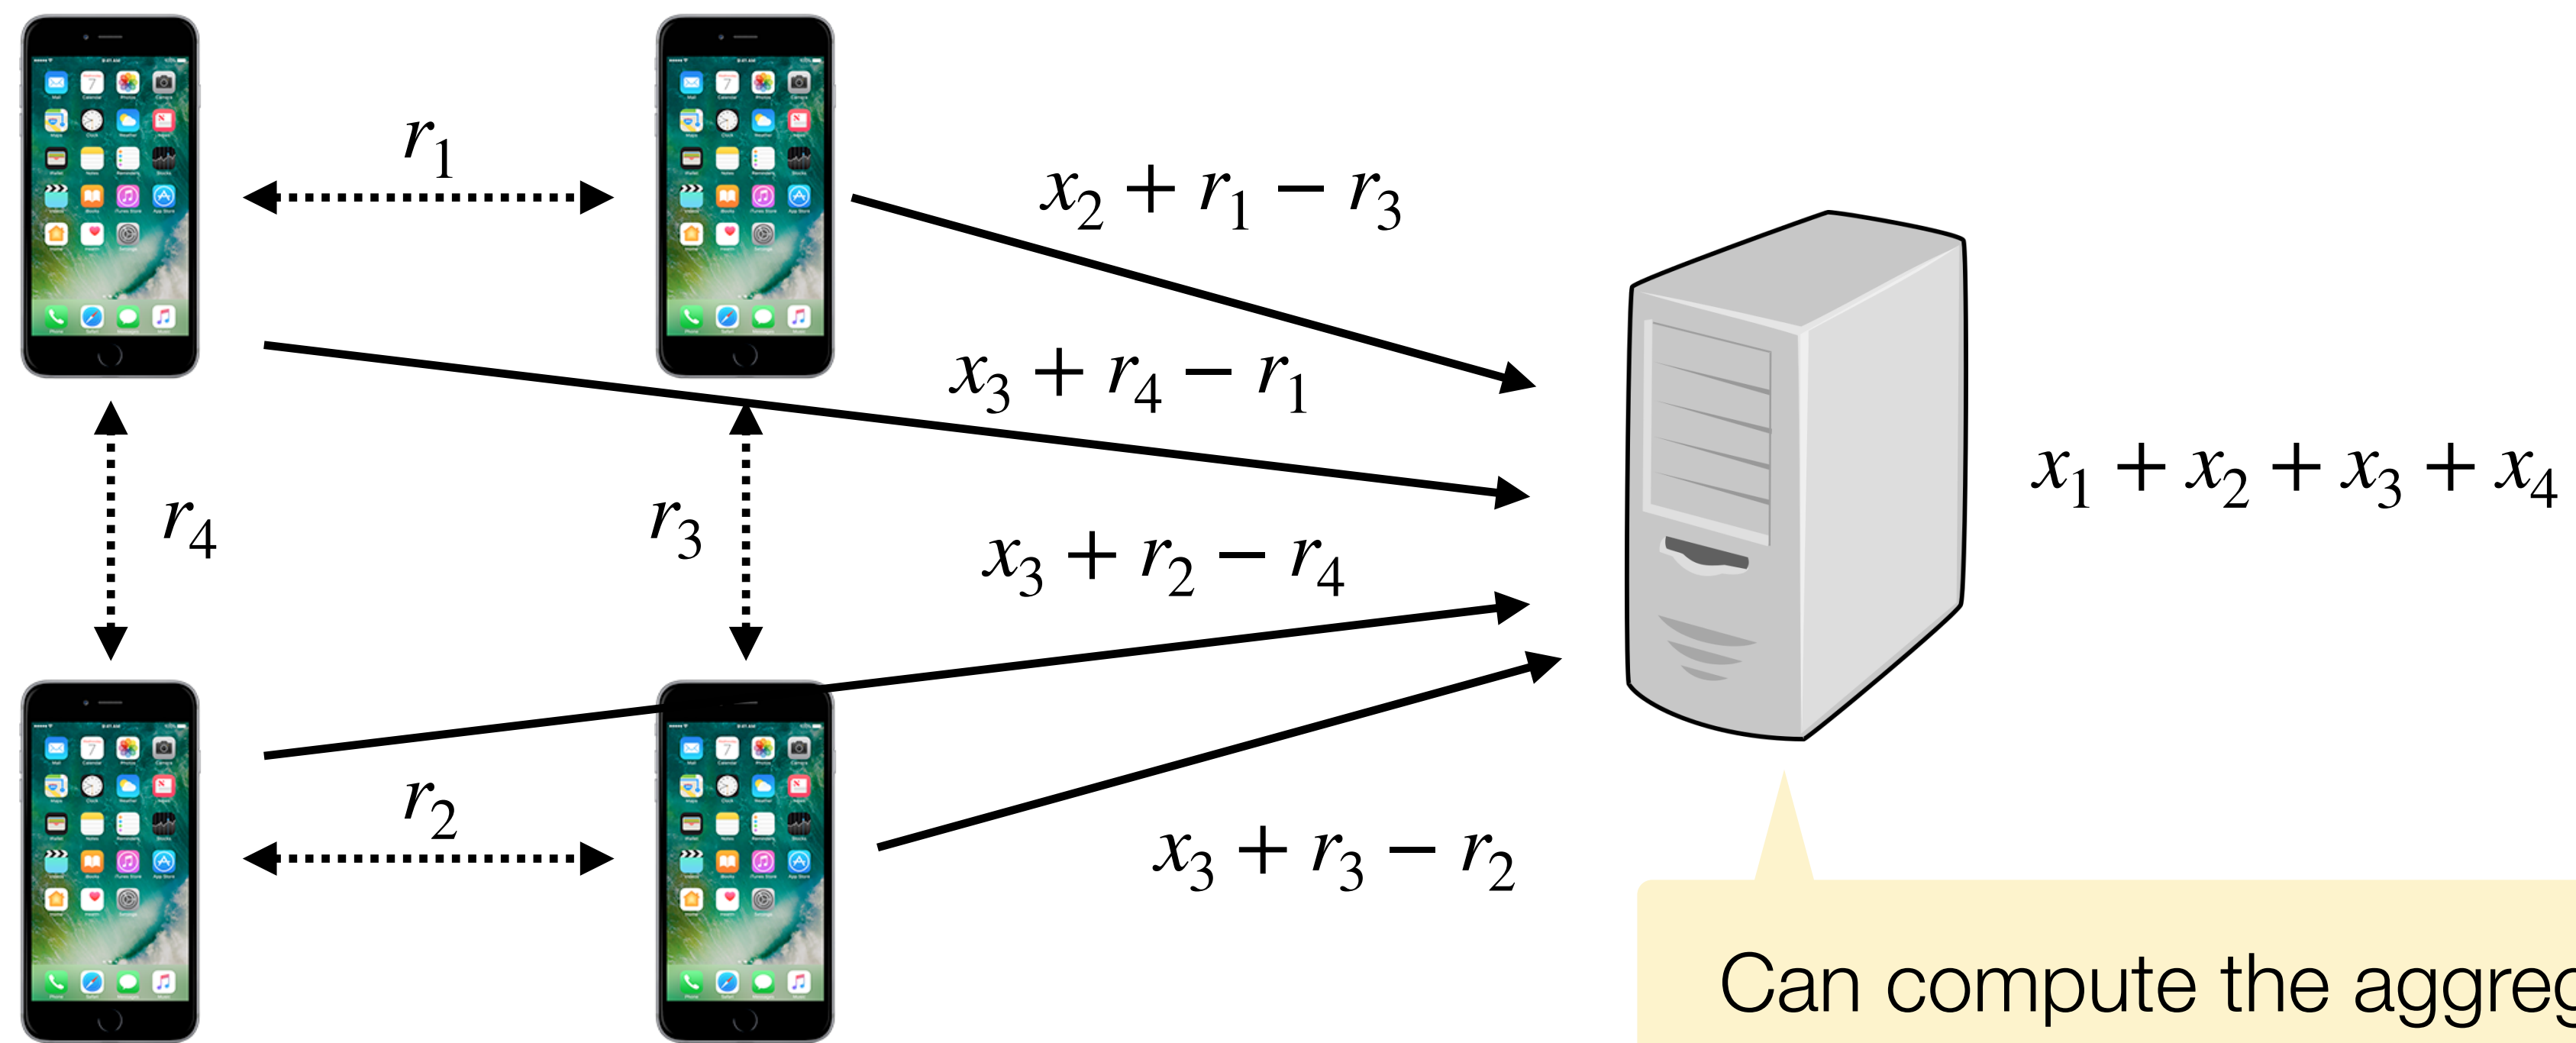 r₁
x₂ + r₁ − r₃
x₃ + r₄ − r₁
x₁ + x₂ + x₃ + x₄
r₄
r₃
x₃ + r₂ − r₄
r₂
x₃ + r₃ − r₂
Can compute the aggreg